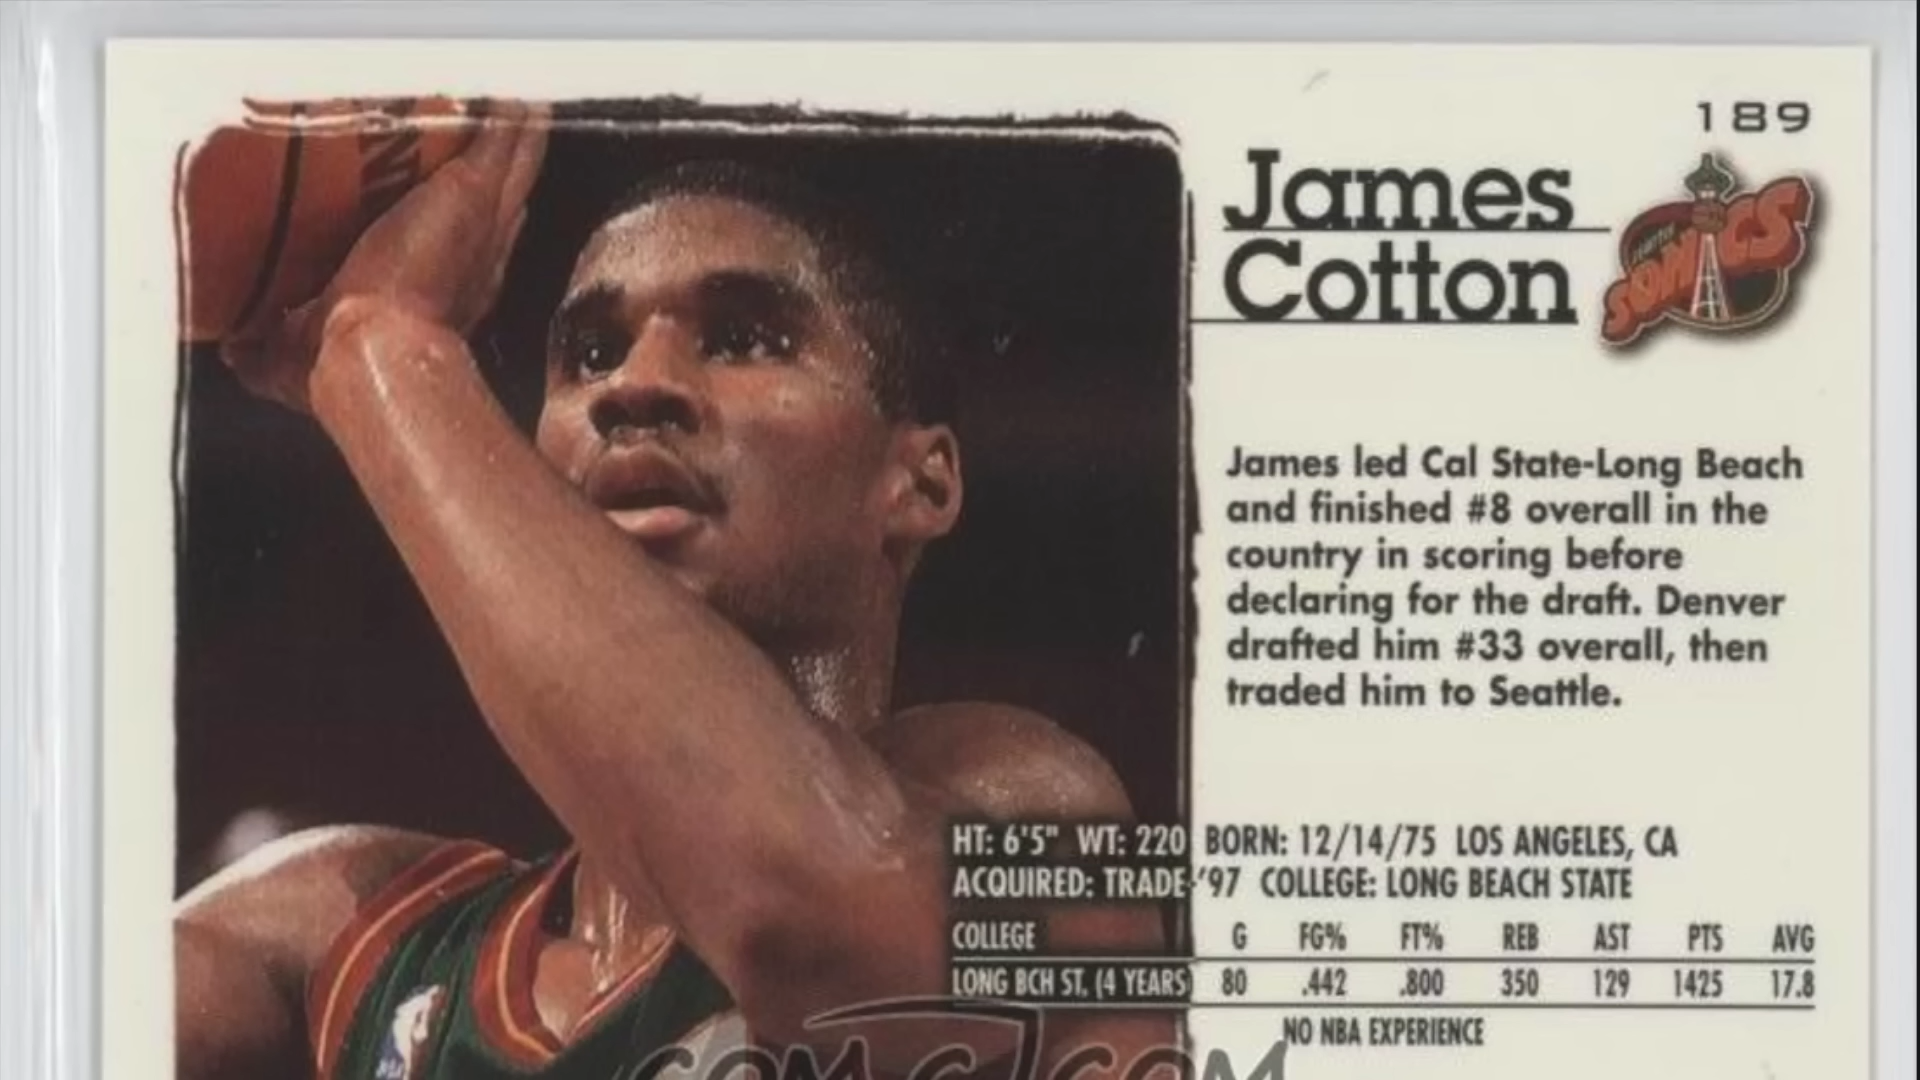 189
James
Cotton
SEATTLE
SONICS
James led Cal State-Long Beach
and finished #8 overall in the
country in scoring before
declaring for the draft. Denver
drafted him #33 overall, then
traded him to Seattle.
HT: 6'5" WT: 220 BORN: 12/14/75 LOS ANGELES, CA
ACQUIRED: TRADE-'97 COLLEGE: LONG BEACH STATE
COLLEGE G FG% FT% REB AST PTS AVG
LONG BCH ST. (4 YEARS) 80 .442 .800 350 129 1425 17.8
NO NBA EXPERIENCE
COMC.COM